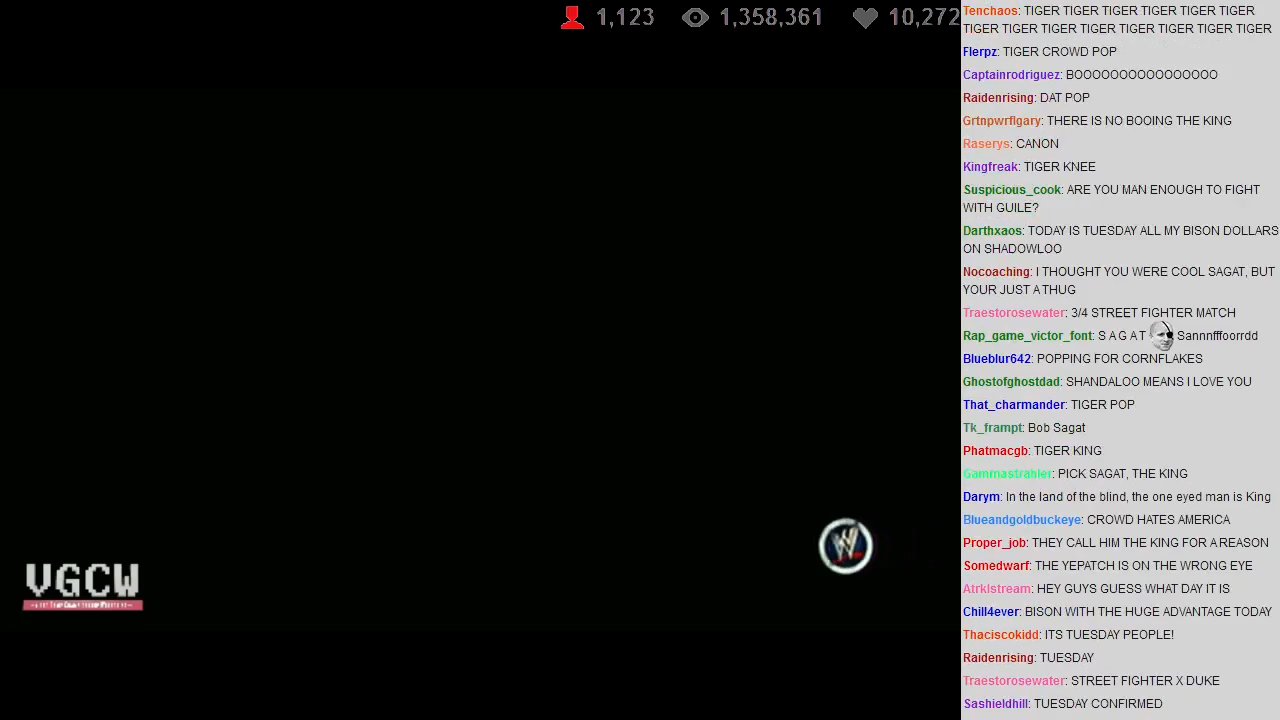 1,123 1,358,361 10,272
Tenchaos: TIGER TIGER TIGER TIGER TIGER TIGER
TIGER TIGER TIGER TIGER TIGER TIGER TIGER TIGER
Flerpz: TIGER CROWD POP
Captainrodriguez: BOOOOOOOOOOOOOOOO
Raidenrising: DAT POP
Grtnpwrflgary: THERE IS NO BOOING THE KING
Raserys: CANON
Kingfreak: TIGER KNEE
Suspicious_cook: ARE YOU MAN ENOUGH TO FIGHT
WITH GUILE?
Darthxaos: TODAY IS TUESDAY ALL MY BISON DOLLARS
ON SHADOWLOO
Nocoaching: I THOUGHT YOU WERE COOL SAGAT, BUT
YOUR JUST A THUG
Traestorosewater: 3/4 STREET FIGHTER MATCH
Rap_game_victor_font: S A G A T Sannnfffoorrdd
Blueblur642: POPPING FOR CORNFLAKES
Ghostofghostdad: SHANDALOO MEANS I LOVE YOU
That_charmander: TIGER POP
Tk_frampt: Bob Sagat
Phatmacgb: TIGER KING
Gammastrahler: PICK SAGAT, THE KING
Darym: In the land of the blind, the one eyed man is King
Blueandgoldbuckeye: CROWD HATES AMERICA
Proper_job: THEY CALL HIM THE KING FOR A REASON
Somedwarf: THE YEPATCH IS ON THE WRONG EYE
Atrklstream: HEY GUYS GUESS WHAT DAY IT IS
Chill4ever: BISON WITH THE HUGE ADVANTAGE TODAY
Thaciscokidd: ITS TUESDAY PEOPLE!
Raidenrising: TUESDAY
Traestorosewater: STREET FIGHTER X DUKE
Sashieldhill: TUESDAY CONFIRMED
W
VGCW